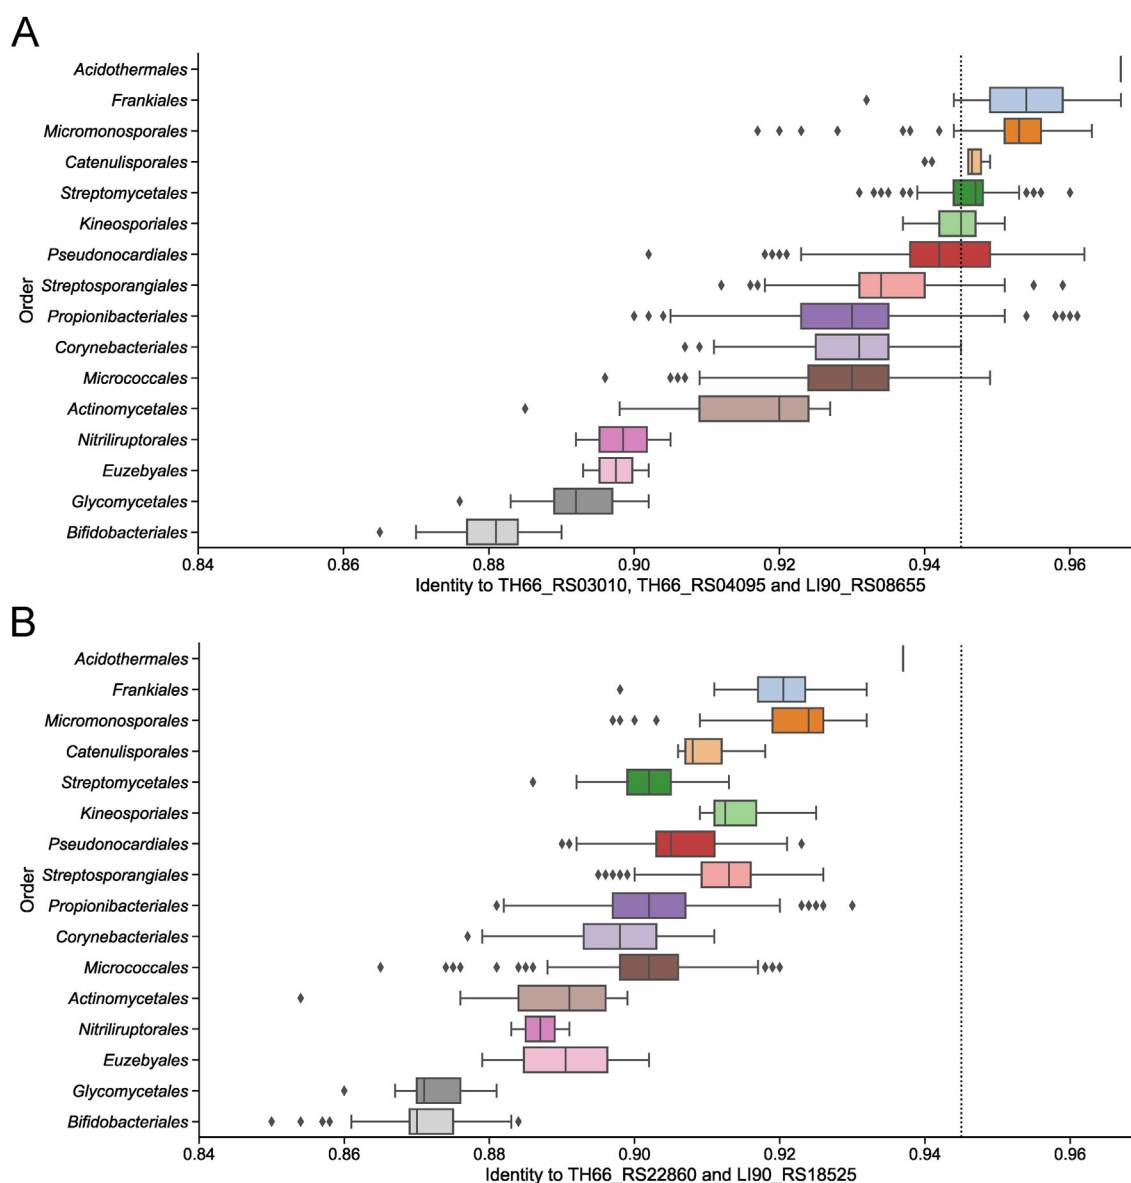 A
Acidothermales
Frankiales
Micromonosporales
Catenulisporales
Streptomycetales
Kineosporiales
Pseudonocardiales
Streptosporangiales
Propionibacteriales
Corynebacteriales
Micrococcales
Actinomycetales
Nitriliruptorales
Euzebyales
Glycomycetales
Bifidobacteriales
Order
0.84 0.86 0.88 0.90 0.92 0.94 0.96
Identity to TH66_RS03010, TH66_RS04095 and LI90_RS08655
B
Acidothermales
Frankiales
Micromonosporales
Catenulisporales
Streptomycetales
Kineosporiales
Pseudonocardiales
Streptosporangiales
Propionibacteriales
Corynebacteriales
Micrococcales
Actinomycetales
Nitriliruptorales
Euzebyales
Glycomycetales
Bifidobacteriales
Order
0.84 0.86 0.88 0.90 0.92 0.94 0.96
Identity to TH66_RS22860 and LI90_RS18525